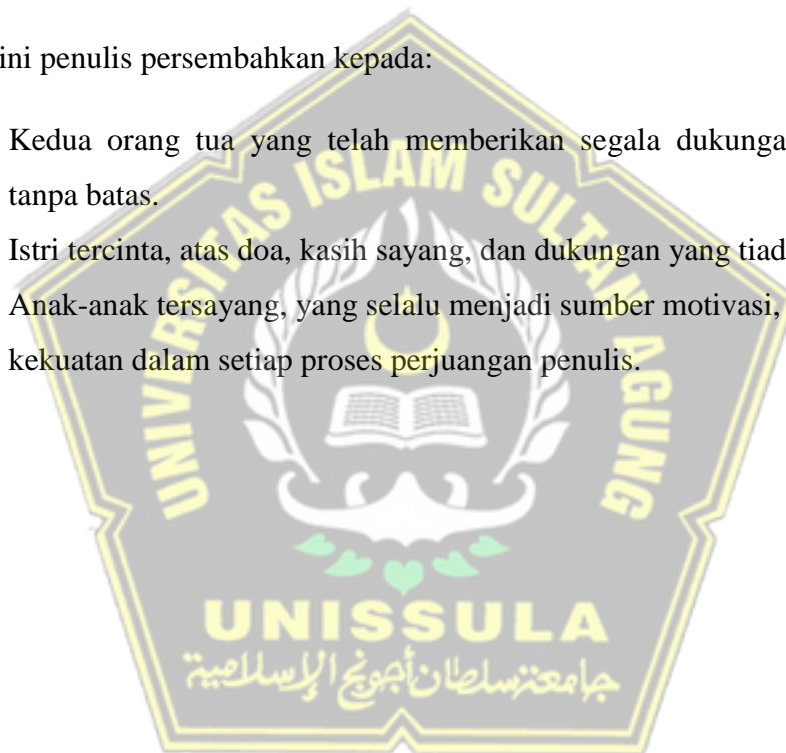 ini penulis persembahkan kepada:
Kedua orang tua yang telah memberikan segala dukunga
tanpa batas.
Istri tercinta, atas doa, kasih sayang, dan dukungan yang tiad
Anak-anak tersayang, yang selalu menjadi sumber motivasi,
kekuatan dalam setiap proses perjuangan penulis.
UNIVERSITAS ISLAM SULTAN AGUNG
UNISSULA
جامعة سلطان أجونج الإسلامية